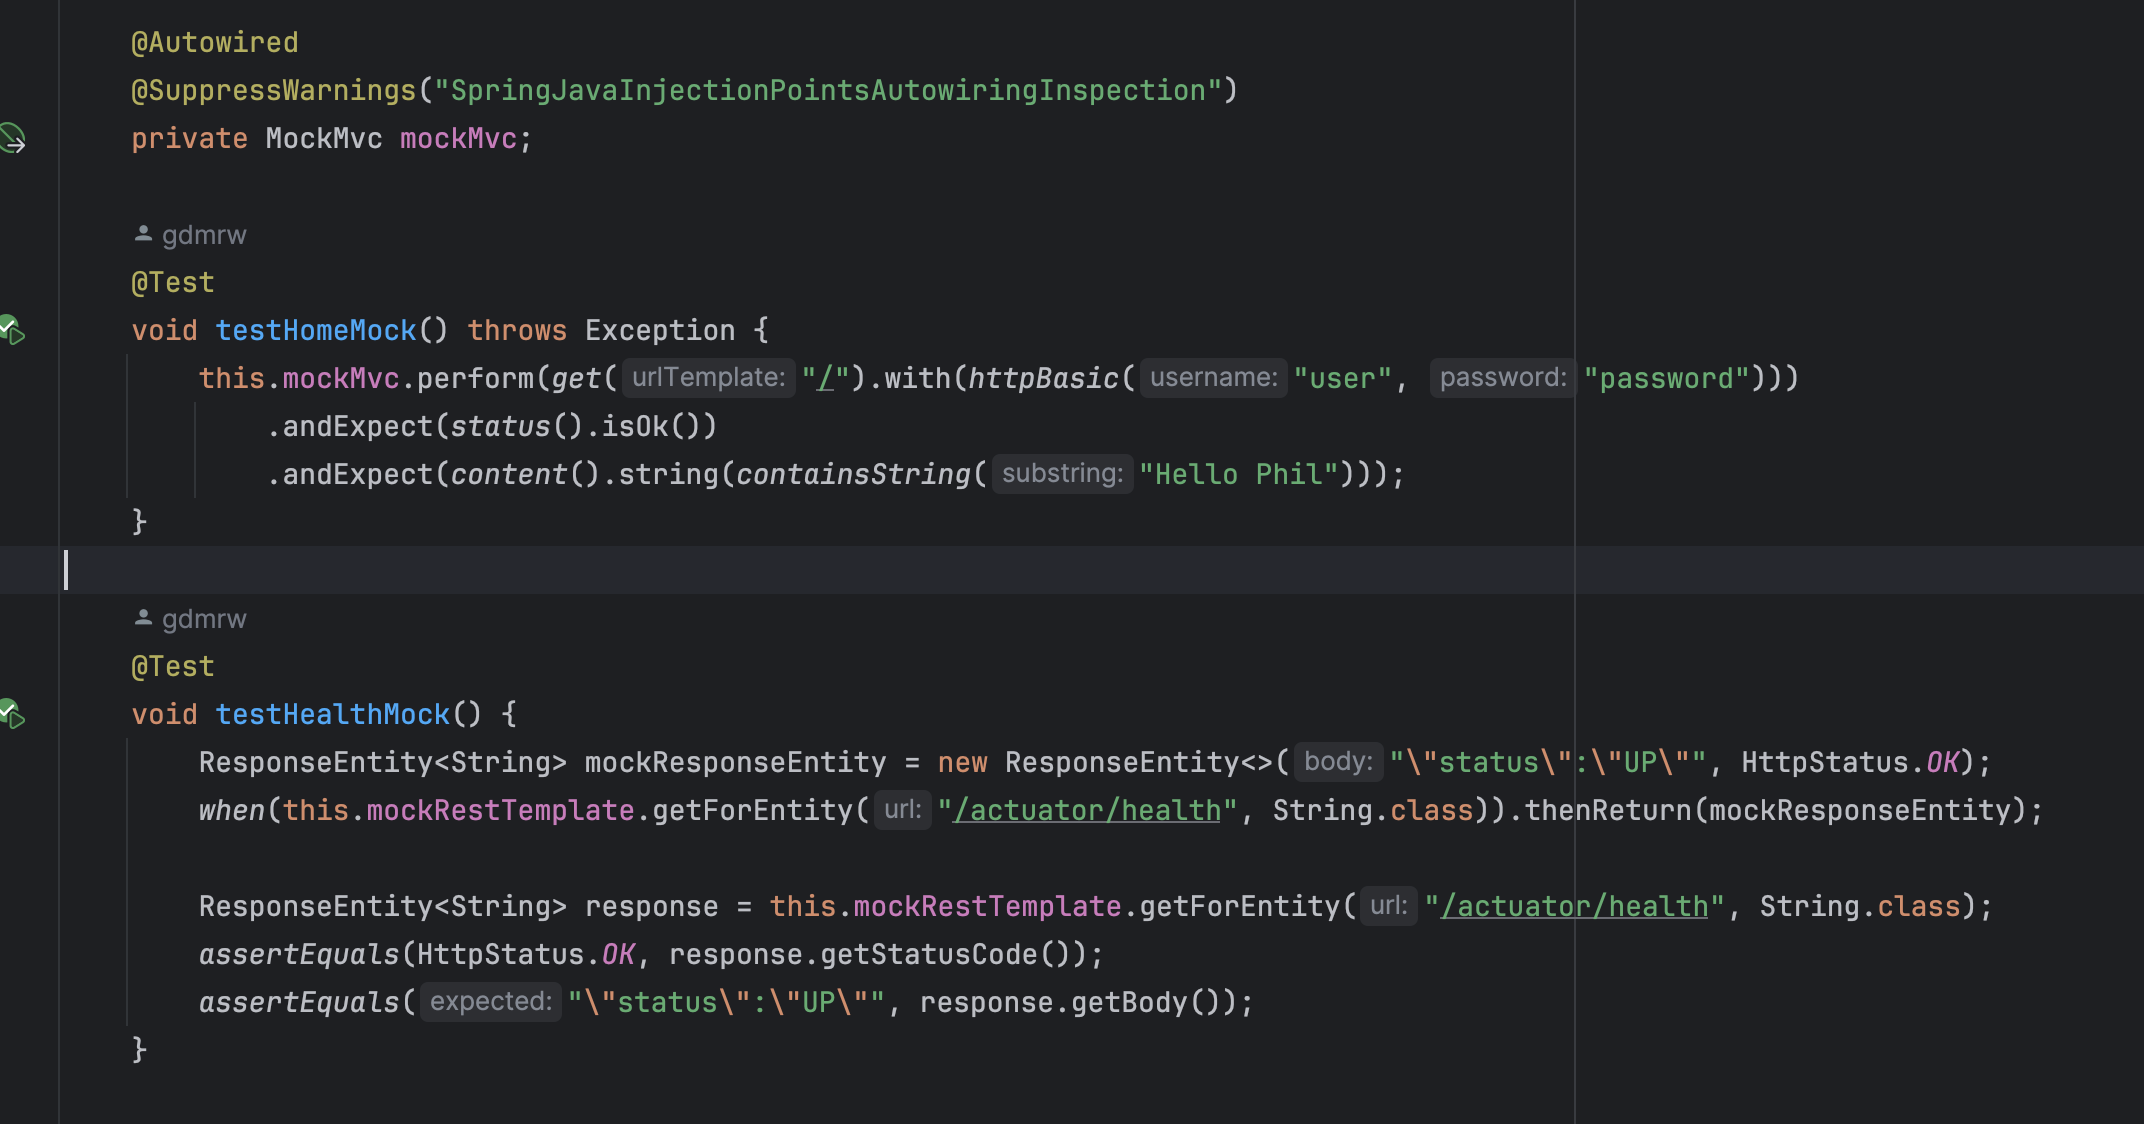 @Autowired
@SuppressWarnings("SpringJavaInjectionPointsAutowiringInspection")
private MockMvc mockMvc;
gdmrw
@Test
void testHomeMock() throws Exception {
this.mockMvc.perform(get( urlTemplate: "/").with(httpBasic( username: "user", password: "password")))
.andExpect(status().isOk())
.andExpect(content().string(containsString( substring: "Hello Phil")));
}
gdmrw
@Test
void testHealthMock() {
ResponseEntity<String> mockResponseEntity = new ResponseEntity<>( body: "\"status\":\"UP\"", HttpStatus.OK);
when(this.mockRestTemplate.getForEntity( url: "/actuator/health", String.class)).thenReturn(mockResponseEntity);
ResponseEntity<String> response = this.mockRestTemplate.getForEntity( url: "/actuator/health", String.class);
assertEquals(HttpStatus.OK, response.getStatusCode());
assertEquals( expected: "\"status\":\"UP\"", response.getBody());
}